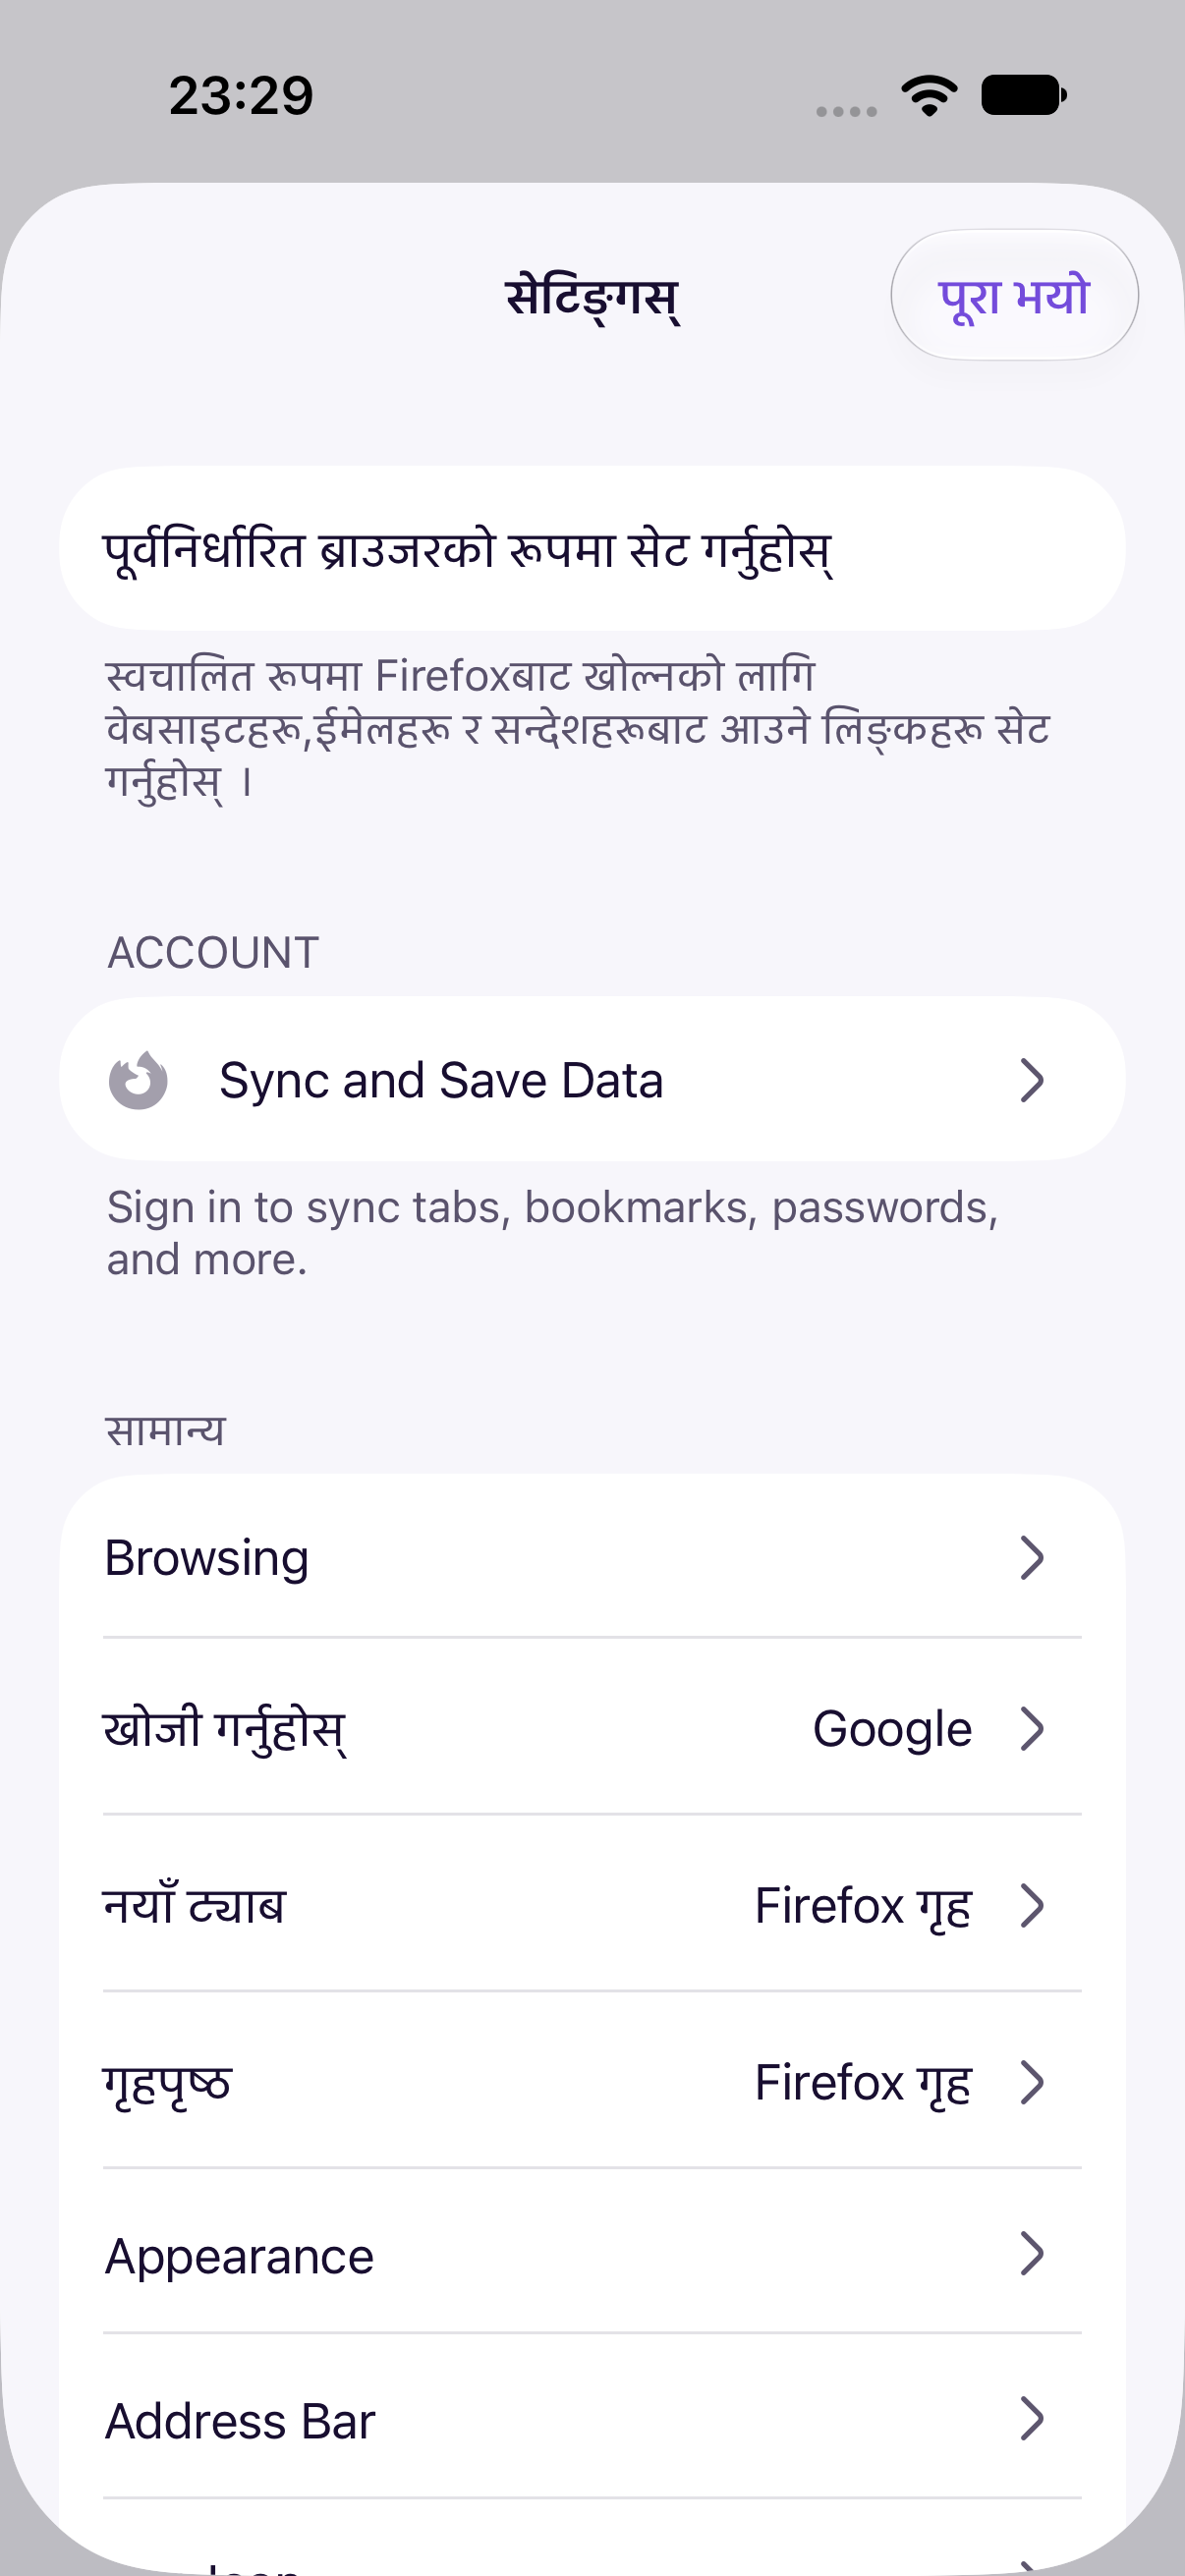 23:29
सेटिङ्गस्
पूरा भयो
पूर्वनिर्धारित ब्राउजरको रूपमा सेट गर्नुहोस्
स्वचालित रूपमा Firefoxबाट खोल्नको लागि
वेबसाइटहरू,ईमेलहरू र सन्देशहरूबाट आउने लिङ्कहरू सेट
गर्नुहोस् ।
ACCOUNT
Sync and Save Data
Sign in to sync tabs, bookmarks, passwords,
and more.
सामान्य
Browsing
खोजी गर्नुहोस् Google
नयाँ ट्याब Firefox गृह
गृहपृष्ठ Firefox गृह
Appearance
Address Bar